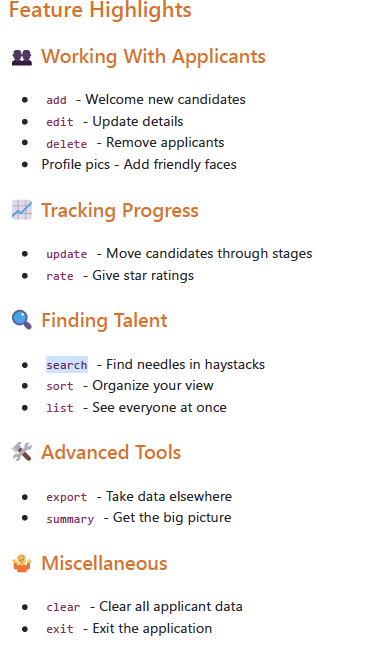 Feature Highlights
Working With Applicants
add - Welcome new candidates
edit - Update details
delete - Remove applicants
Profile pics - Add friendly faces
Tracking Progress
update - Move candidates through stages
rate - Give star ratings
Finding Talent
search - Find needles in haystacks
sort - Organize your view
list - See everyone at once
Advanced Tools
export - Take data elsewhere
summary - Get the big picture
Miscellaneous
clear - Clear all applicant data
exit - Exit the application